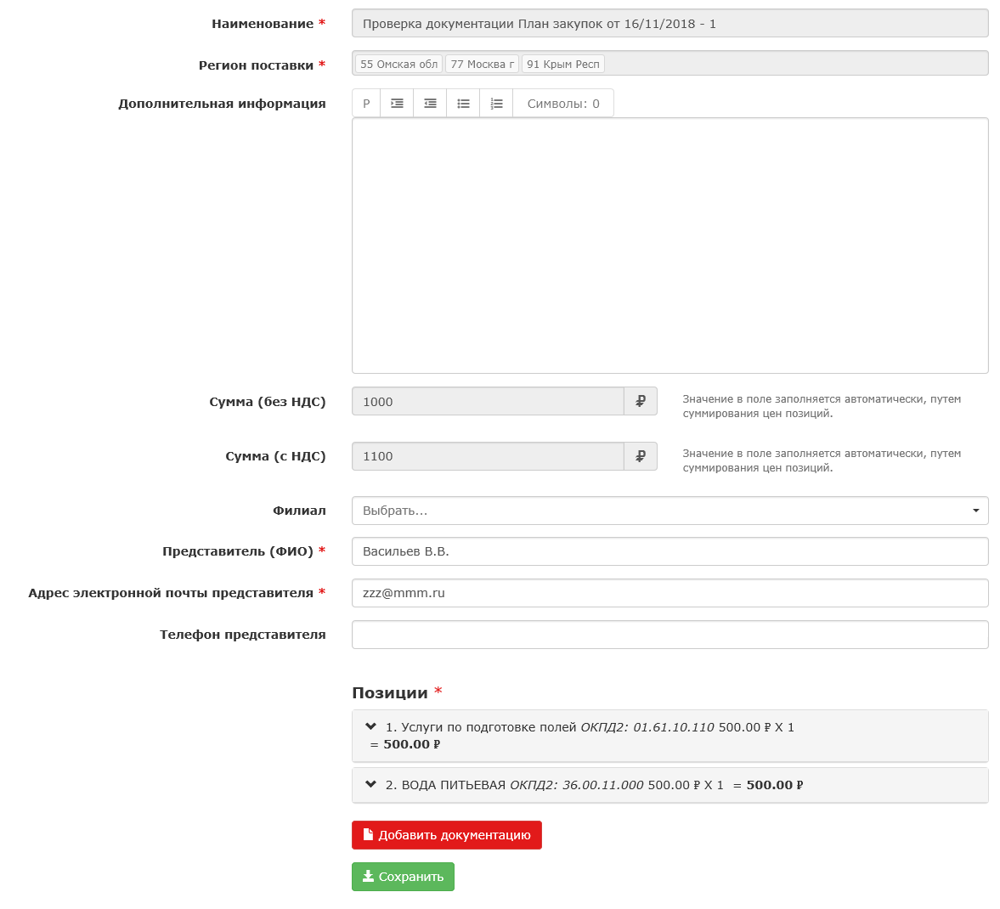 Наименование * Проверка документации План закупок от 16/11/2018 - 1
Регион поставки * 55 Омская обл 77 Москва г 91 Крым Респ
Дополнительная информация P Символы: 0
Сумма (без НДС) 1000 ₽ Значение в поле заполняется автоматически, путем
суммирования цен позиций.
Сумма (с НДС) 1100 ₽ Значение в поле заполняется автоматически, путем
суммирования цен позиций.
Филиал Выбрать...
Представитель (ФИО) * Васильев В.В.
Адрес электронной почты представителя * zzz@mmm.ru
Телефон представителя
Позиции *
1. Услуги по подготовке полей ОКПД2: 01.61.10.110 500.00 ₽ X 1
= 500.00 ₽
2. ВОДА ПИТЬЕВАЯ ОКПД2: 36.00.11.000 500.00 ₽ X 1 = 500.00 ₽
Добавить документацию
Сохранить